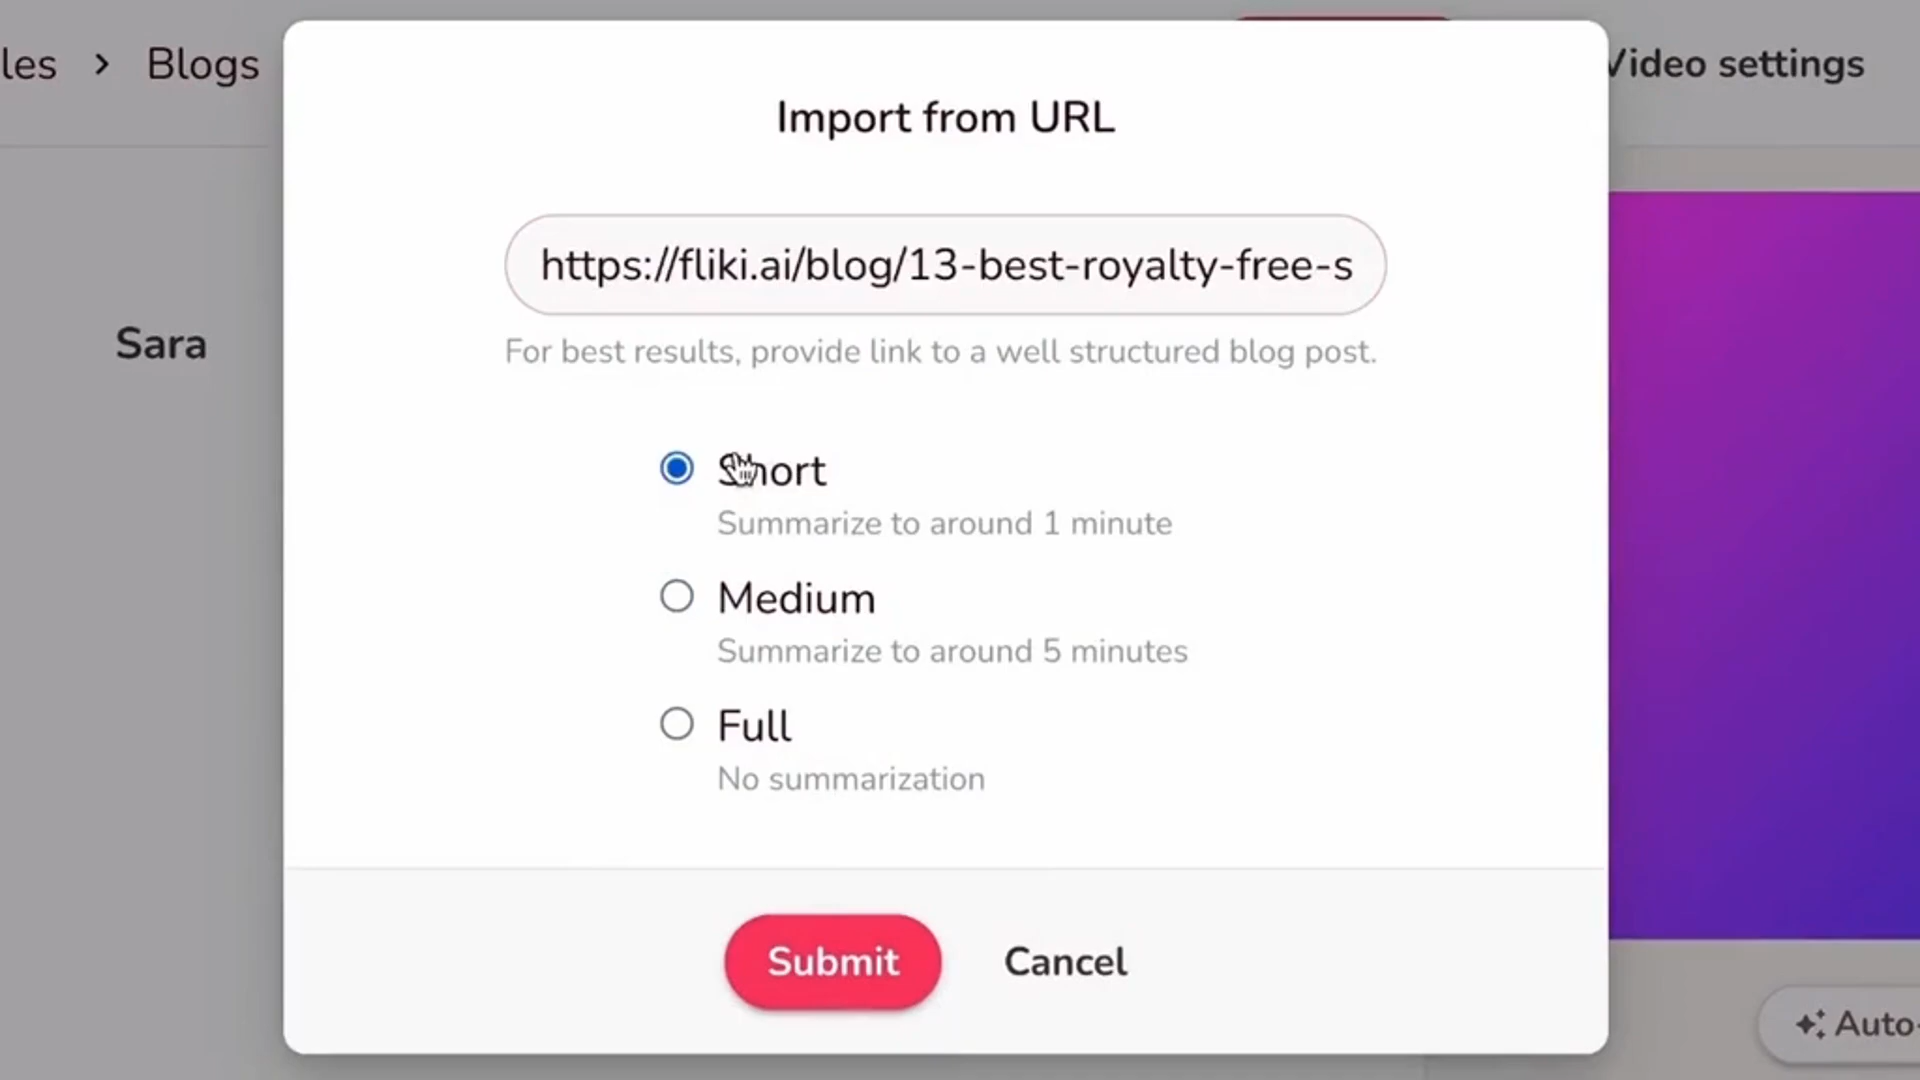 les > Blogs
Video settings
Import from URL
https://fliki.ai/blog/13-best-royalty-free-s
For best results, provide link to a well structured blog post.
Sara
Short
Summarize to around 1 minute
Medium
Summarize to around 5 minutes
Full
No summarization
Submit
Cancel
Auto-